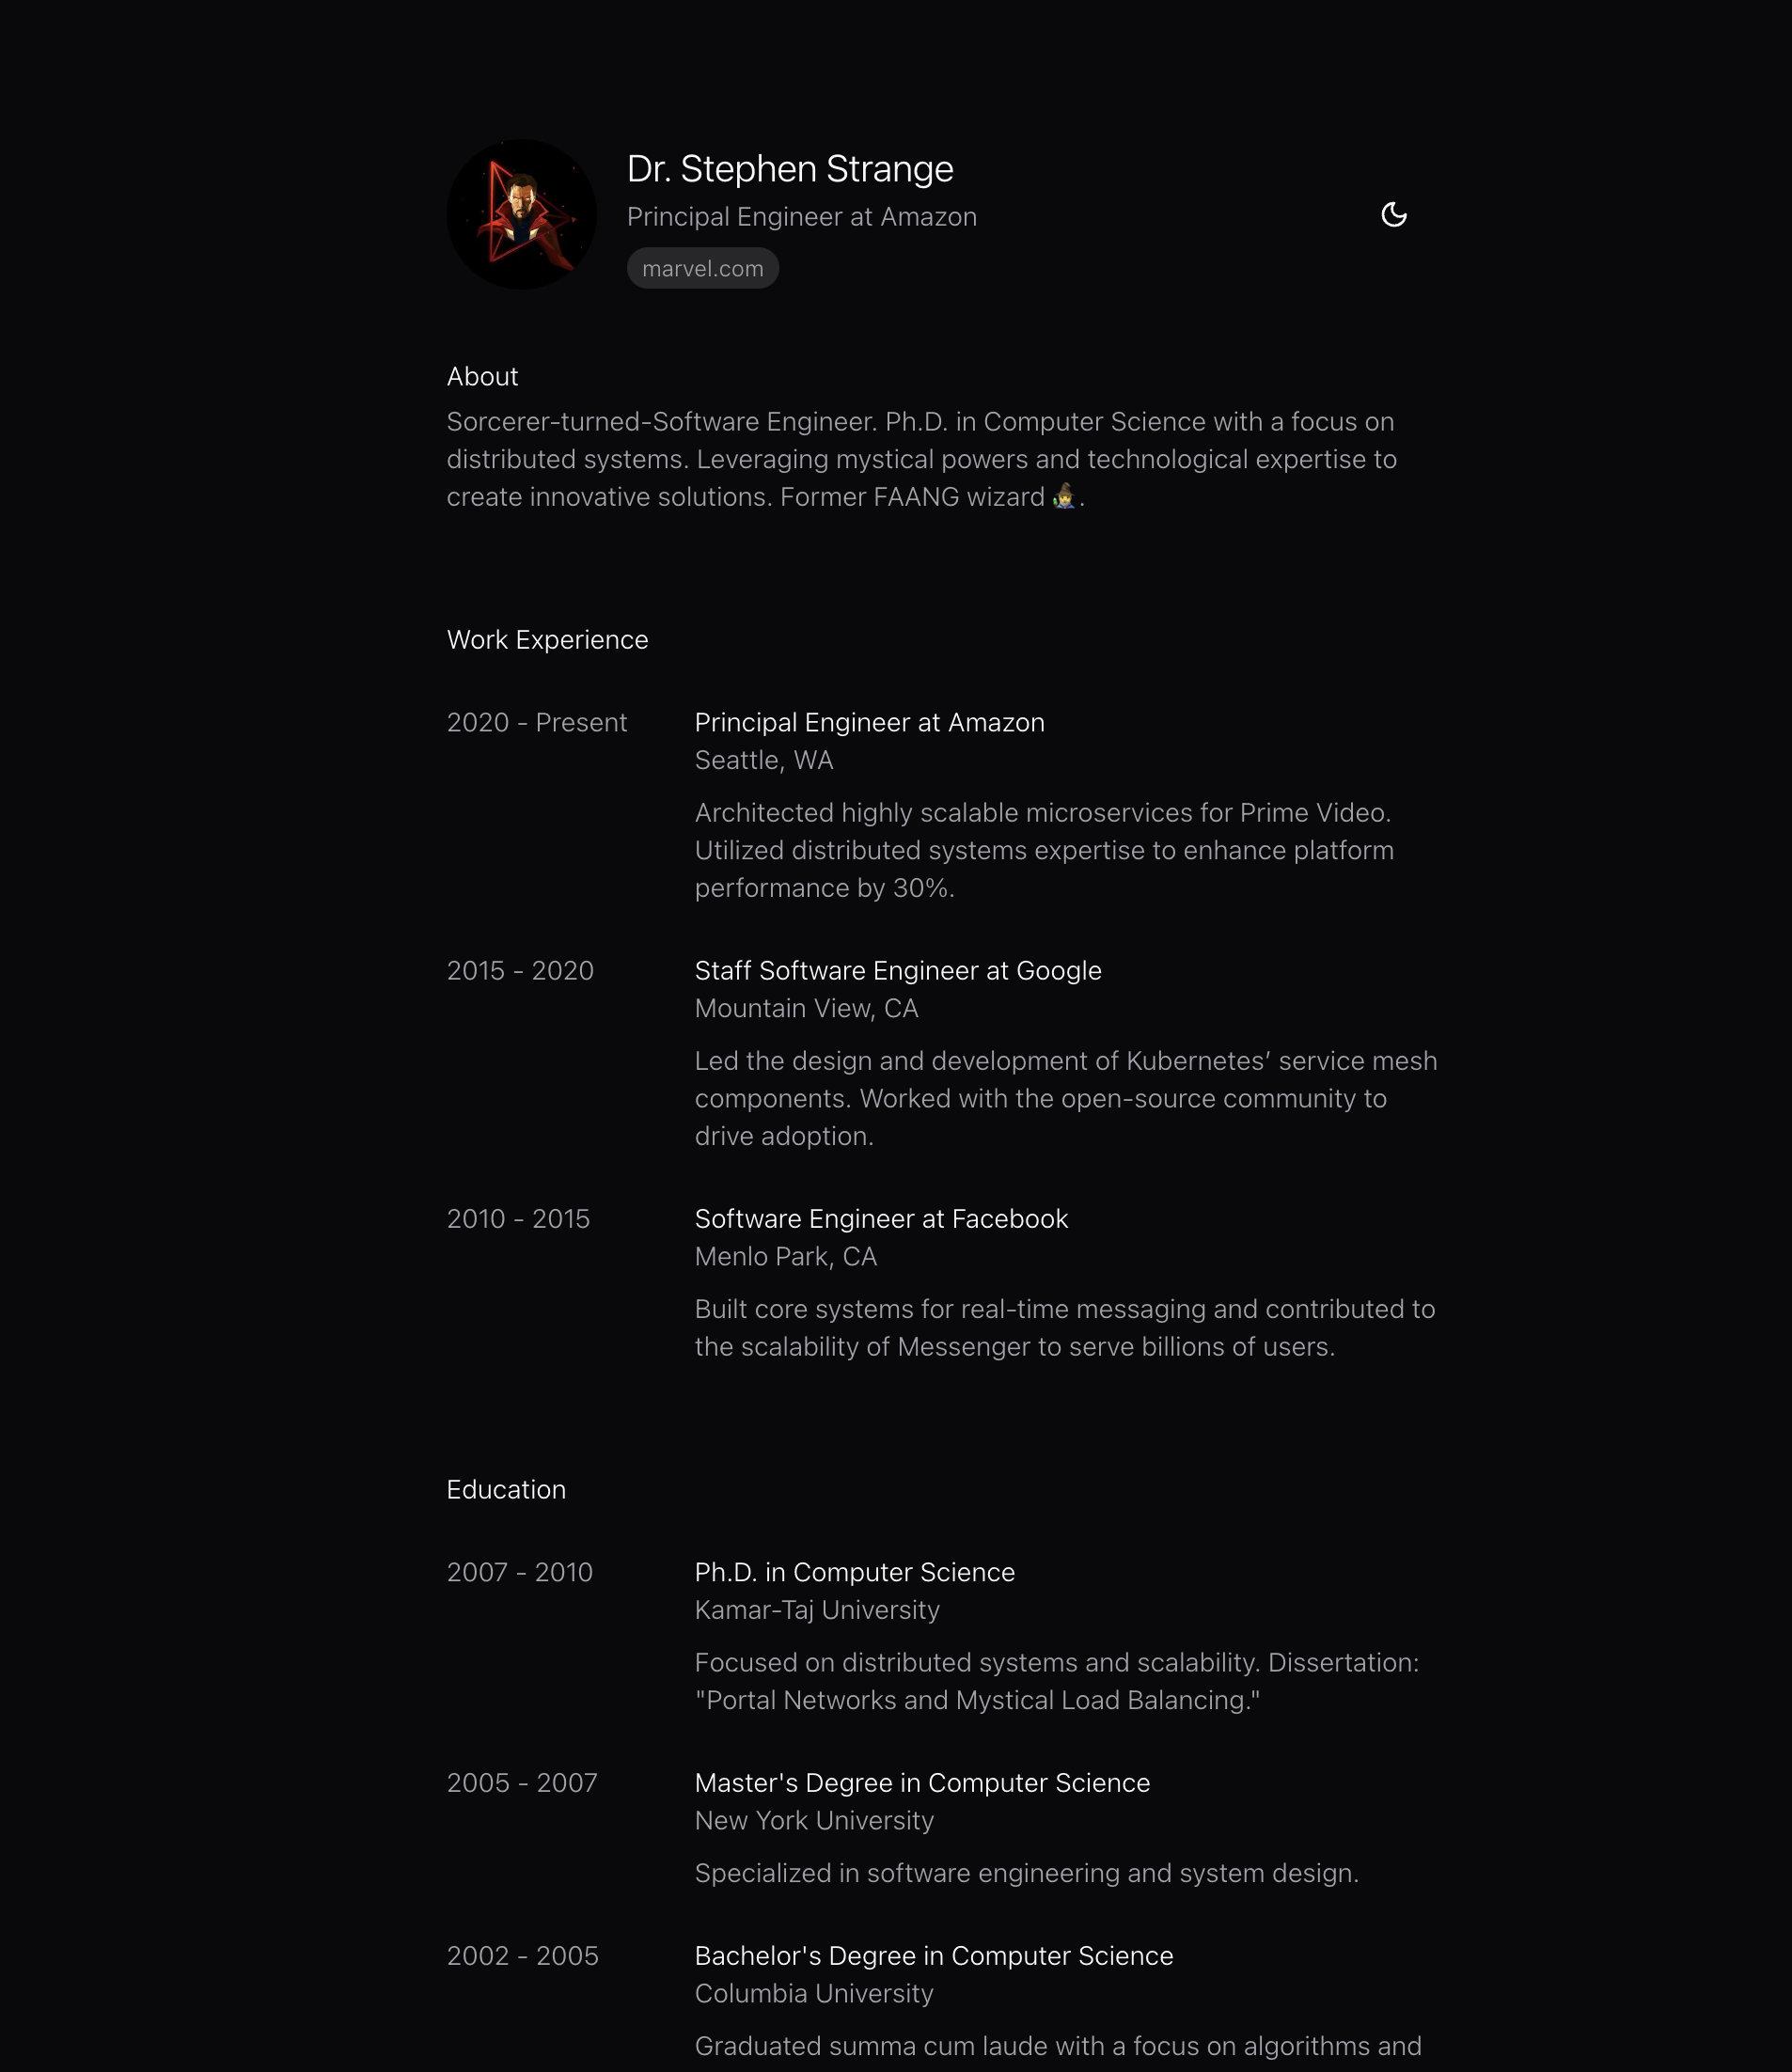 Dr. Stephen Strange
Principal Engineer at Amazon
marvel.com
About
Sorcerer-turned-Software Engineer. Ph.D. in Computer Science with a focus on
distributed systems. Leveraging mystical powers and technological expertise to
create innovative solutions. Former FAANG wizard 🧙‍♂️.
Work Experience
2020 - Present
Principal Engineer at Amazon
Seattle, WA
Architected highly scalable microservices for Prime Video.
Utilized distributed systems expertise to enhance platform
performance by 30%.
2015 - 2020
Staff Software Engineer at Google
Mountain View, CA
Led the design and development of Kubernetes’ service mesh
components. Worked with the open-source community to
drive adoption.
2010 - 2015
Software Engineer at Facebook
Menlo Park, CA
Built core systems for real-time messaging and contributed to
the scalability of Messenger to serve billions of users.
Education
2007 - 2010
Ph.D. in Computer Science
Kamar-Taj University
Focused on distributed systems and scalability. Dissertation:
"Portal Networks and Mystical Load Balancing."
2005 - 2007
Master's Degree in Computer Science
New York University
Specialized in software engineering and system design.
2002 - 2005
Bachelor's Degree in Computer Science
Columbia University
Graduated summa cum laude with a focus on algorithms and